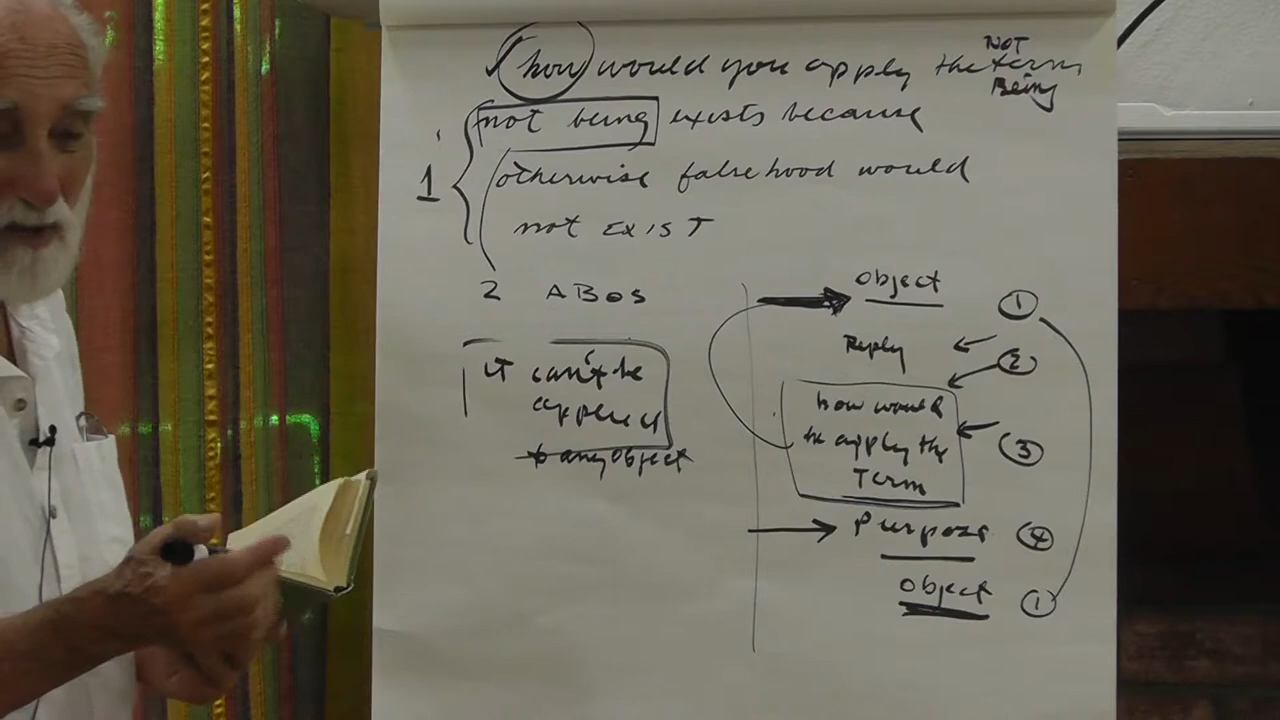 how would you apply the term
NOT
Being
1 not being exists because
otherwise falsehood would
not EXIST
2 ABOS
it can't be
applied
to any object
object 1
Reply 2
how would
he apply the 3
Term
Purpose 4
object 1